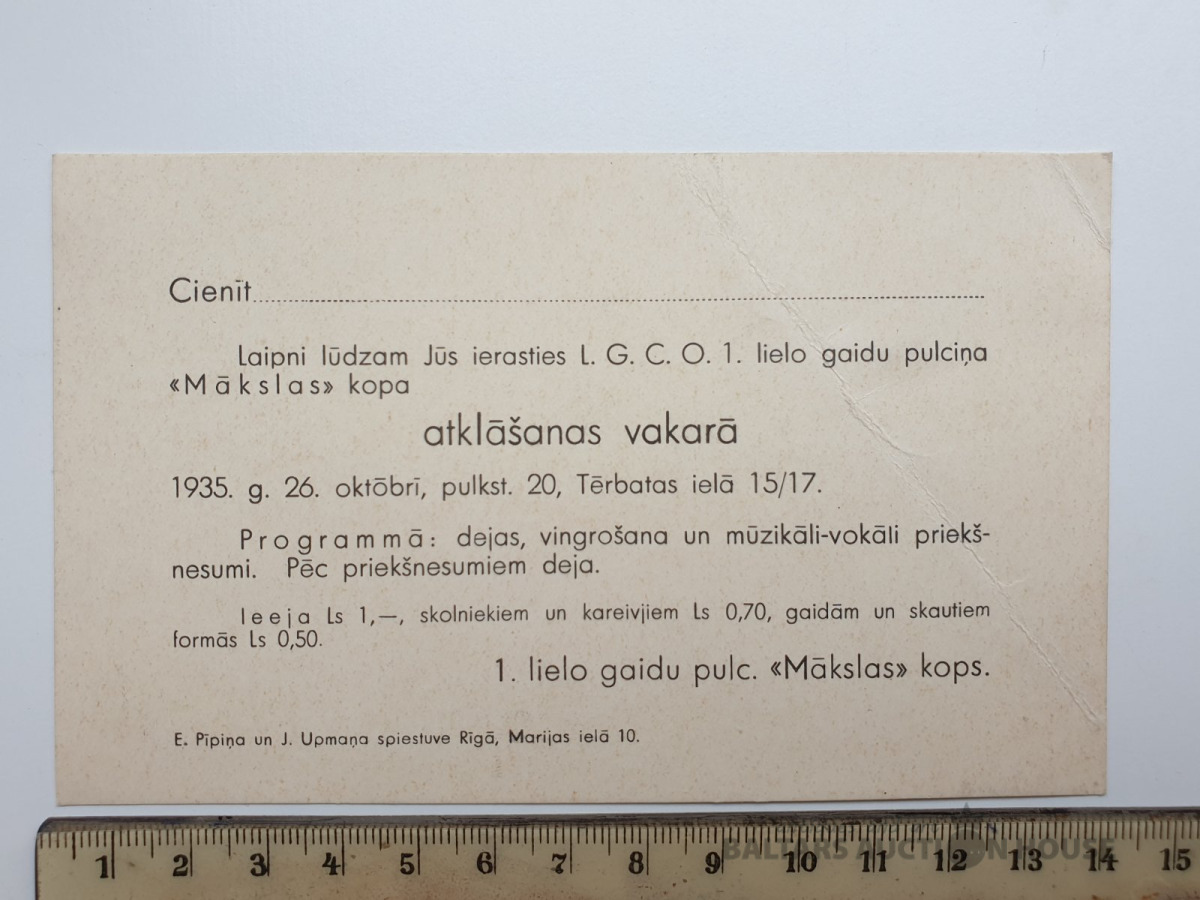 Cienīt
Laipni lūdzam Jūs ierasties L. G. C. O. 1. lielo gaidu pulciņa
«Mākslas» kopa
atklāšanas vakarā
1935. g. 26. oktōbrī, pulkst. 20, Tērbatas ielā 15/17.
Programmā: dejas, vingrošana un mūzikāli-vokāli priekš-
nesumi. Pēc priekšnesumiem deja.
Ieeja Ls 1,—, skolniekiem un kareivjiem Ls 0,70, gaidām un skautiem
formās Ls 0,50.
1. lielo gaidu pulc. «Mākslas» kops.
E. Pīpiņa un J. Upmaņa spiestuve Rīgā, Marijas ielā 10.
BALTARS AUCTION HOUSE
1 2 3 4 5 6 7 8 9 10 11 12 13 14 15